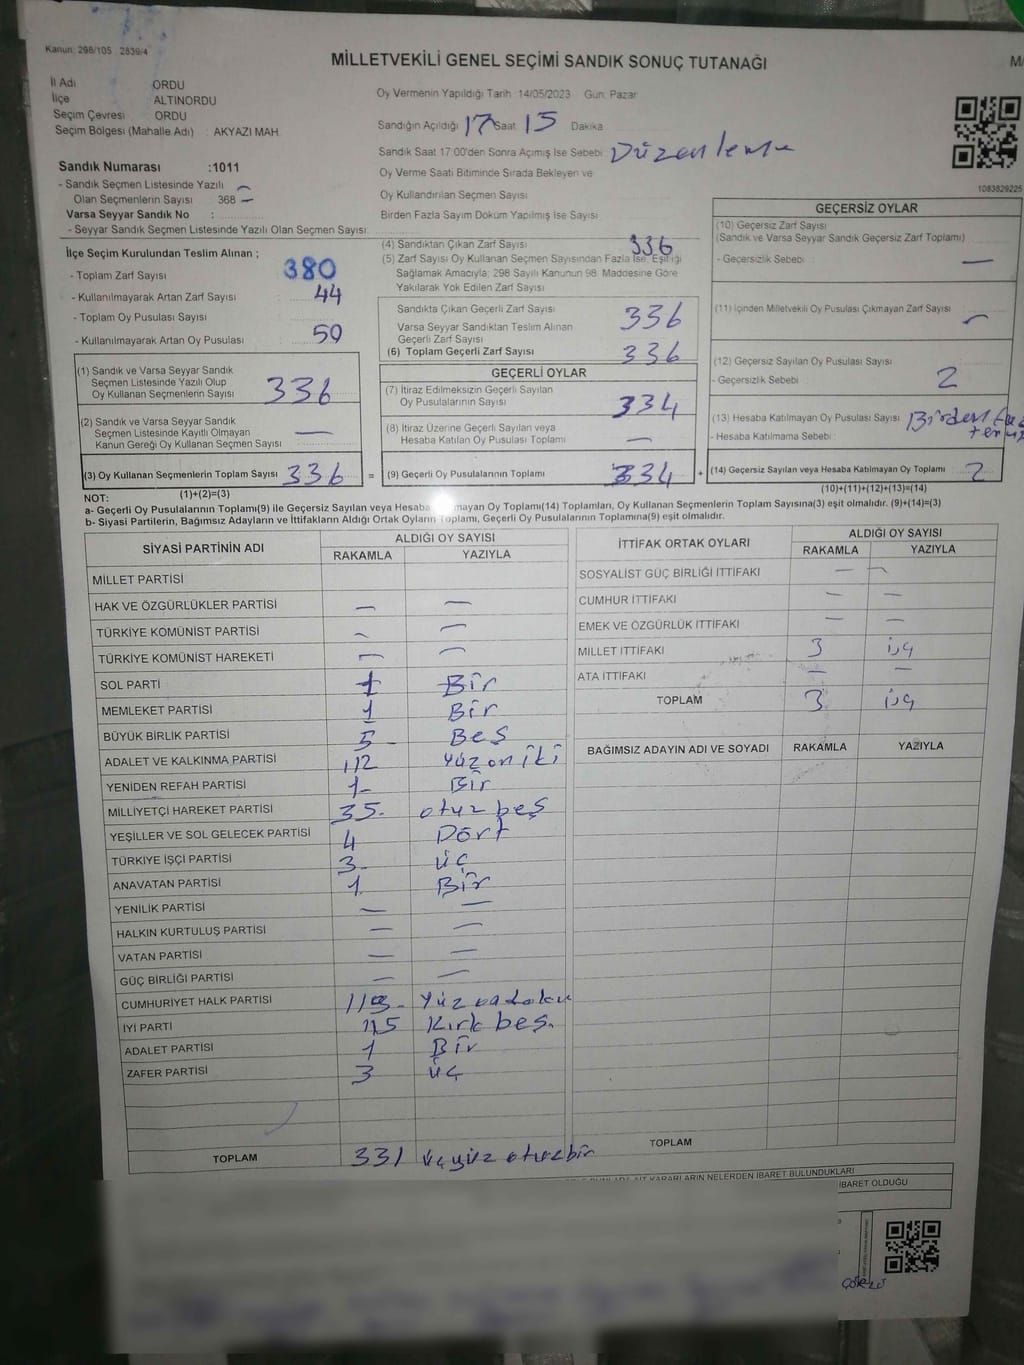 Kanun: 298/105 2839/4
MİLLETVEKİLİ GENEL SEÇİMİ SANDIK SONUÇ TUTANAĞI
İl Adı ORDU
İlçe ALTINORDU
Seçim Çevresi ORDU
Seçim Bölgesi (Mahalle Adı) : AKYAZI MAH.
Oy Vermenin Yapıldığı Tarih :14/05/2023 Gün: Pazar
Sandığın Açıldığı 17 Saat 15 Dakika
Sandık Saat 17:00'den Sonra Açımış İse Sebebi Düzenleme
Oy Verme Saati Bitiminde Sırada Bekleyen ve
Oy Kullandırılan Seçmen Sayısı
Birden Fazla Sayım Döküm Yapılmış İse Sayısı
1083829225
Sandık Numarası :1011
- Sandık Seçmen Listesinde Yazılı
Olan Seçmenlerin Sayısı 368 —
Varsa Seyyar Sandık No :
- Seyyar Sandık Seçmen Listesinde Yazılı Olan Seçmen Sayısı:
İlçe Seçim Kurulundan Teslim Alınan ;
- Toplam Zarf Sayısı 380
- Kullanılmayarak Artan Zarf Sayısı 44
- Toplam Oy Pusulası Sayısı
- Kullanılmayarak Artan Oy Pusulası 50
(1) Sandık ve Varsa Seyyar Sandık
Seçmen Listesinde Yazılı Olup
Oy Kullanan Seçmenlerin Sayısı 336
(2) Sandık ve Varsa Seyyar Sandık
Seçmen Listesinde Kayıtlı Olmayan
Kanun Gereği Oy Kullanan Seçmen Sayısı —
(3) Oy Kullanan Seçmenlerin Toplam Sayısı 336 =
(1)+(2)=(3)
(4) Sandıktan Çıkan Zarf Sayısı 336
(5) Zarf Sayısı Oy Kullanan Seçmen Sayısından Fazla İse, Eşitliği
Sağlamak Amacıyla; 298 Sayılı Kanunun 98. Maddesine Göre
Yakılarak Yok Edilen Zarf Sayısı
Sandıkta Çıkan Geçerli Zarf Sayısı 336
Varsa Seyyar Sandıktan Teslim Alınan
Geçerli Zarf Sayısı
(6) Toplam Geçerli Zarf Sayısı 336
GEÇERLİ OYLAR
(7) İtiraz Edilmeksizin Geçerli Sayılan
Oy Pusulalarının Sayısı 334
(8) İtiraz Üzerine Geçerli Sayılan veya
Hesaba Katılan Oy Pusulası Toplamı —
(9) Geçerli Oy Pusulalarının Toplamı 334 +
GEÇERSİZ OYLAR
(10) Geçersiz Zarf Sayısı
(Sandık ve Varsa Seyyar Sandık Geçersiz Zarf Toplamı)
- Geçersizlik Sebebi —
(11) İçinden Milletvekili Oy Pusulası Çıkmayan Zarf Sayısı —
(12) Geçersiz Sayılan Oy Pusulası Sayısı
- Geçersizlik Sebebi 2
(13) Hesaba Katılmayan Oy Pusulası Sayısı Birden
- Hesaba Katılmama Sebebi :
(14) Geçersiz Sayılan veya Hesaba Katılmayan Oy Toplamı 2
(10)+(11)+(12)+(13)=(14)
NOT:
a- Geçerli Oy Pusulalarının Toplamı(9) ile Geçersiz Sayılan veya Hesaba mayan Oy Toplamı(14) Toplamları, Oy Kullanan Seçmenlerin Toplam Sayısına(3) eşit olmalıdır. (9)+(14)=(3)
b- Siyasi Partilerin, Bağımsız Adayların ve İttifakların Aldığı Ortak Oyların Toplamı, Geçerli Oy Pusulalarının Toplamına(9) eşit olmalıdır.
SİYASİ PARTİNİN ADI ALDIĞI OY SAYISI
RAKAMLA YAZIYLA
MİLLET PARTİSİ
HAK VE ÖZGÜRLÜKLER PARTİSİ — —
TÜRKİYE KOMÜNİST PARTİSİ — —
TÜRKİYE KOMÜNİST HAREKETİ — —
SOL PARTİ 1 Bir
MEMLEKET PARTİSİ 1 Bir
BÜYÜK BİRLİK PARTİSİ 5 Beş
ADALET VE KALKINMA PARTİSİ 112 Yüzoniki
YENİDEN REFAH PARTİSİ 1- Bir
MİLLİYETÇİ HAREKET PARTİSİ 35- otuzbeş
YEŞİLLER VE SOL GELECEK PARTİSİ 4 Dört
TÜRKİYE İŞÇİ PARTİSİ 3- üç
ANAVATAN PARTİSİ 1 Bir
YENİLİK PARTİSİ — —
HALKIN KURTULUŞ PARTİSİ — —
VATAN PARTİSİ — —
GÜÇ BİRLİĞİ PARTİSİ — —
CUMHURİYET HALK PARTİSİ 119-
İYİ PARTİ 45 Kırk beş.
ADALET PARTİSİ 1 Bir
ZAFER PARTİSİ 3 üç
TOPLAM 331 üçyüz otuzbir
İTTİFAK ORTAK OYLARI ALDIĞI OY SAYISI
RAKAMLA YAZIYLA
SOSYALİST GÜÇ BİRLİĞİ İTTİFAKI — —
CUMHUR İTTİFAKI — —
EMEK VE ÖZGÜRLÜK İTTİFAKI — —
MİLLET İTTİFAKI 3 üç
ATA İTTİFAKI — —
TOPLAM 3 üç
BAĞIMSIZ ADAYIN ADI VE SOYADI RAKAMLA YAZIYLA
TOPLAM
KARARLARIN NELERDEN İBARET BULUNDUKLARI
İBARET OLDUĞU